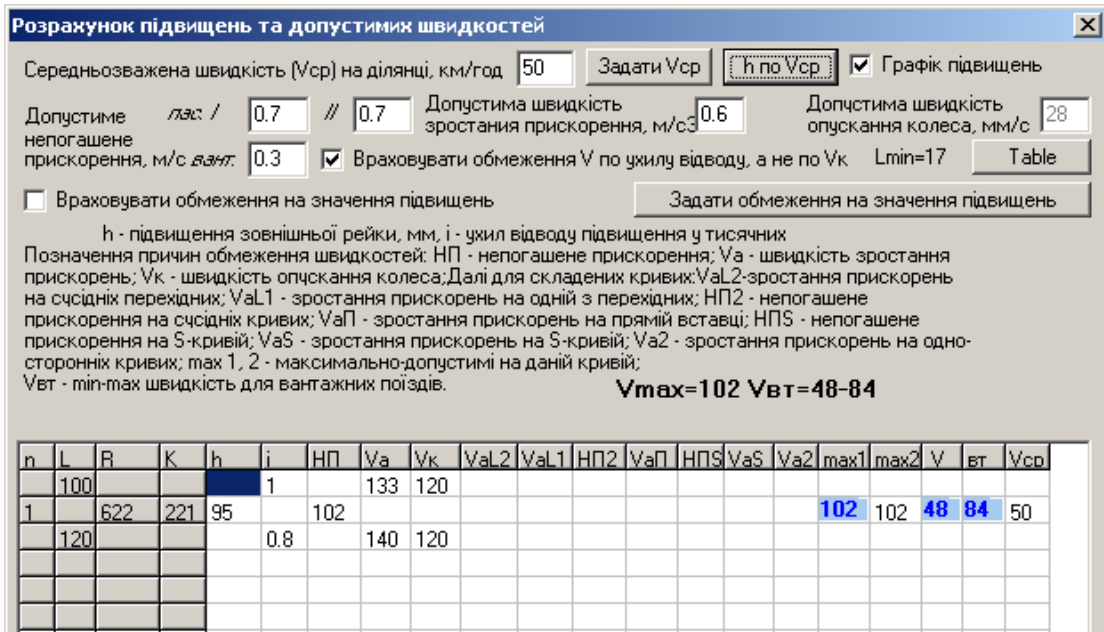 Розрахунок підвищень та допустимих швидкостей
Середньозважена швидкість (Vcp) на ділянці, км/год 50 Задати Vcp h по Vcp Графік підвищень
Допустиме непогашене прискорення, м/с пас. / 0.7 // 0.7 Допустима швидкість зростания прискорення, м/с3 0.6 Допустима швидкість опускання колеса, мм/с 28
вант. 0.3 Враховувати обмеження V по ухилу відводу, а не по Vк Lmin=17 Table
Враховувати обмеження на значення підвищень Задати обмеження на значення підвищень
h - підвищення зовнішньої рейки, мм, i - ухил відводу підвищення у тисячних
Позначення причин обмеження швидкостей: НП - непогашене прискорення; Va - швидкість зростання
прискорень; Vк - швидкість опускання колеса;Далі для складених кривих:VaL2-зростання прискорень
на сусідніх перехідних; VaL1 - зростання прискорень на одній з перехідних; НП2 - непогашене
прискорення на сусідніх кривих; VaП - зростання прискорень на прямій вставці; НПS - непогашене
прискорення на S-кривій; VaS - зростання прискорень на S-кривій; Va2 - зростання прискорень на одно-
сторонніх кривих; max 1, 2 - максимально-допустимі на даній кривій;
Vвт - min-max швидкість для вантажних поїздів. Vmax=102 Vвт=48-84
n L R K h i НП Va Vк VaL2 VaL1 НП2 VaП НПS VaS Va2 max1 max2 V вт Vcp
100 1 133 120
1 622 221 95 102 102 102 48 84 50
120 0.8 140 120